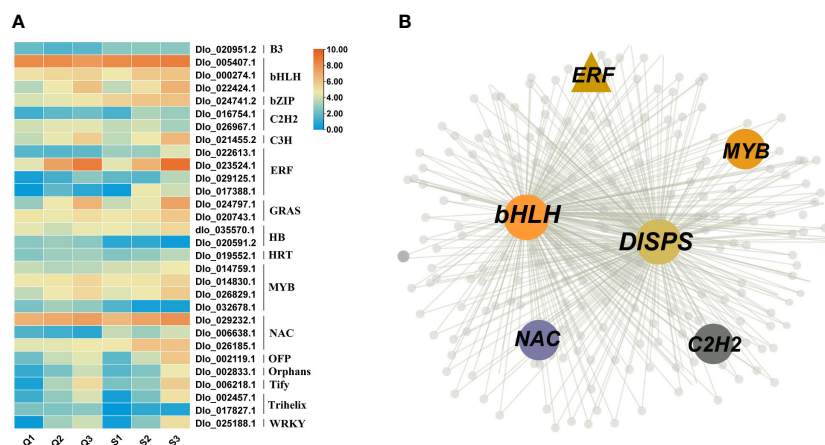 A
B
Dlo_020951.2 B3
Dlo_005407.1
Dlo_000274.1 bHLH
Dlo_022424.1
Dlo_024741.2 bZIP
Dlo_016754.1 C2H2
Dlo_026967.1
Dlo_021455.2 C3H
Dlo_022613.1
Dlo_023524.1 ERF
Dlo_029125.1
Dlo_017388.1
Dlo_024797.1 GRAS
Dlo_020743.1
dlo_035570.1 HB
Dlo_020591.2
Dlo_019552.1 HRT
Dlo_014759.1
Dlo_014830.1 MYB
Dlo_026829.1
Dlo_032678.1
Dlo_029232.1
Dlo_006638.1 NAC
Dlo_026185.1
Dlo_002119.1 OFP
Dlo_002833.1 Orphans
Dlo_006218.1 Tify
Dlo_002457.1 Trihelix
Dlo_017827.1
Dlo_025188.1 WRKY
Q1 Q2 Q3 S1 S2 S3
10.00
8.00
6.00
4.00
2.00
0.00
ERF
MYB
bHLH
DlSPS
NAC
C2H2